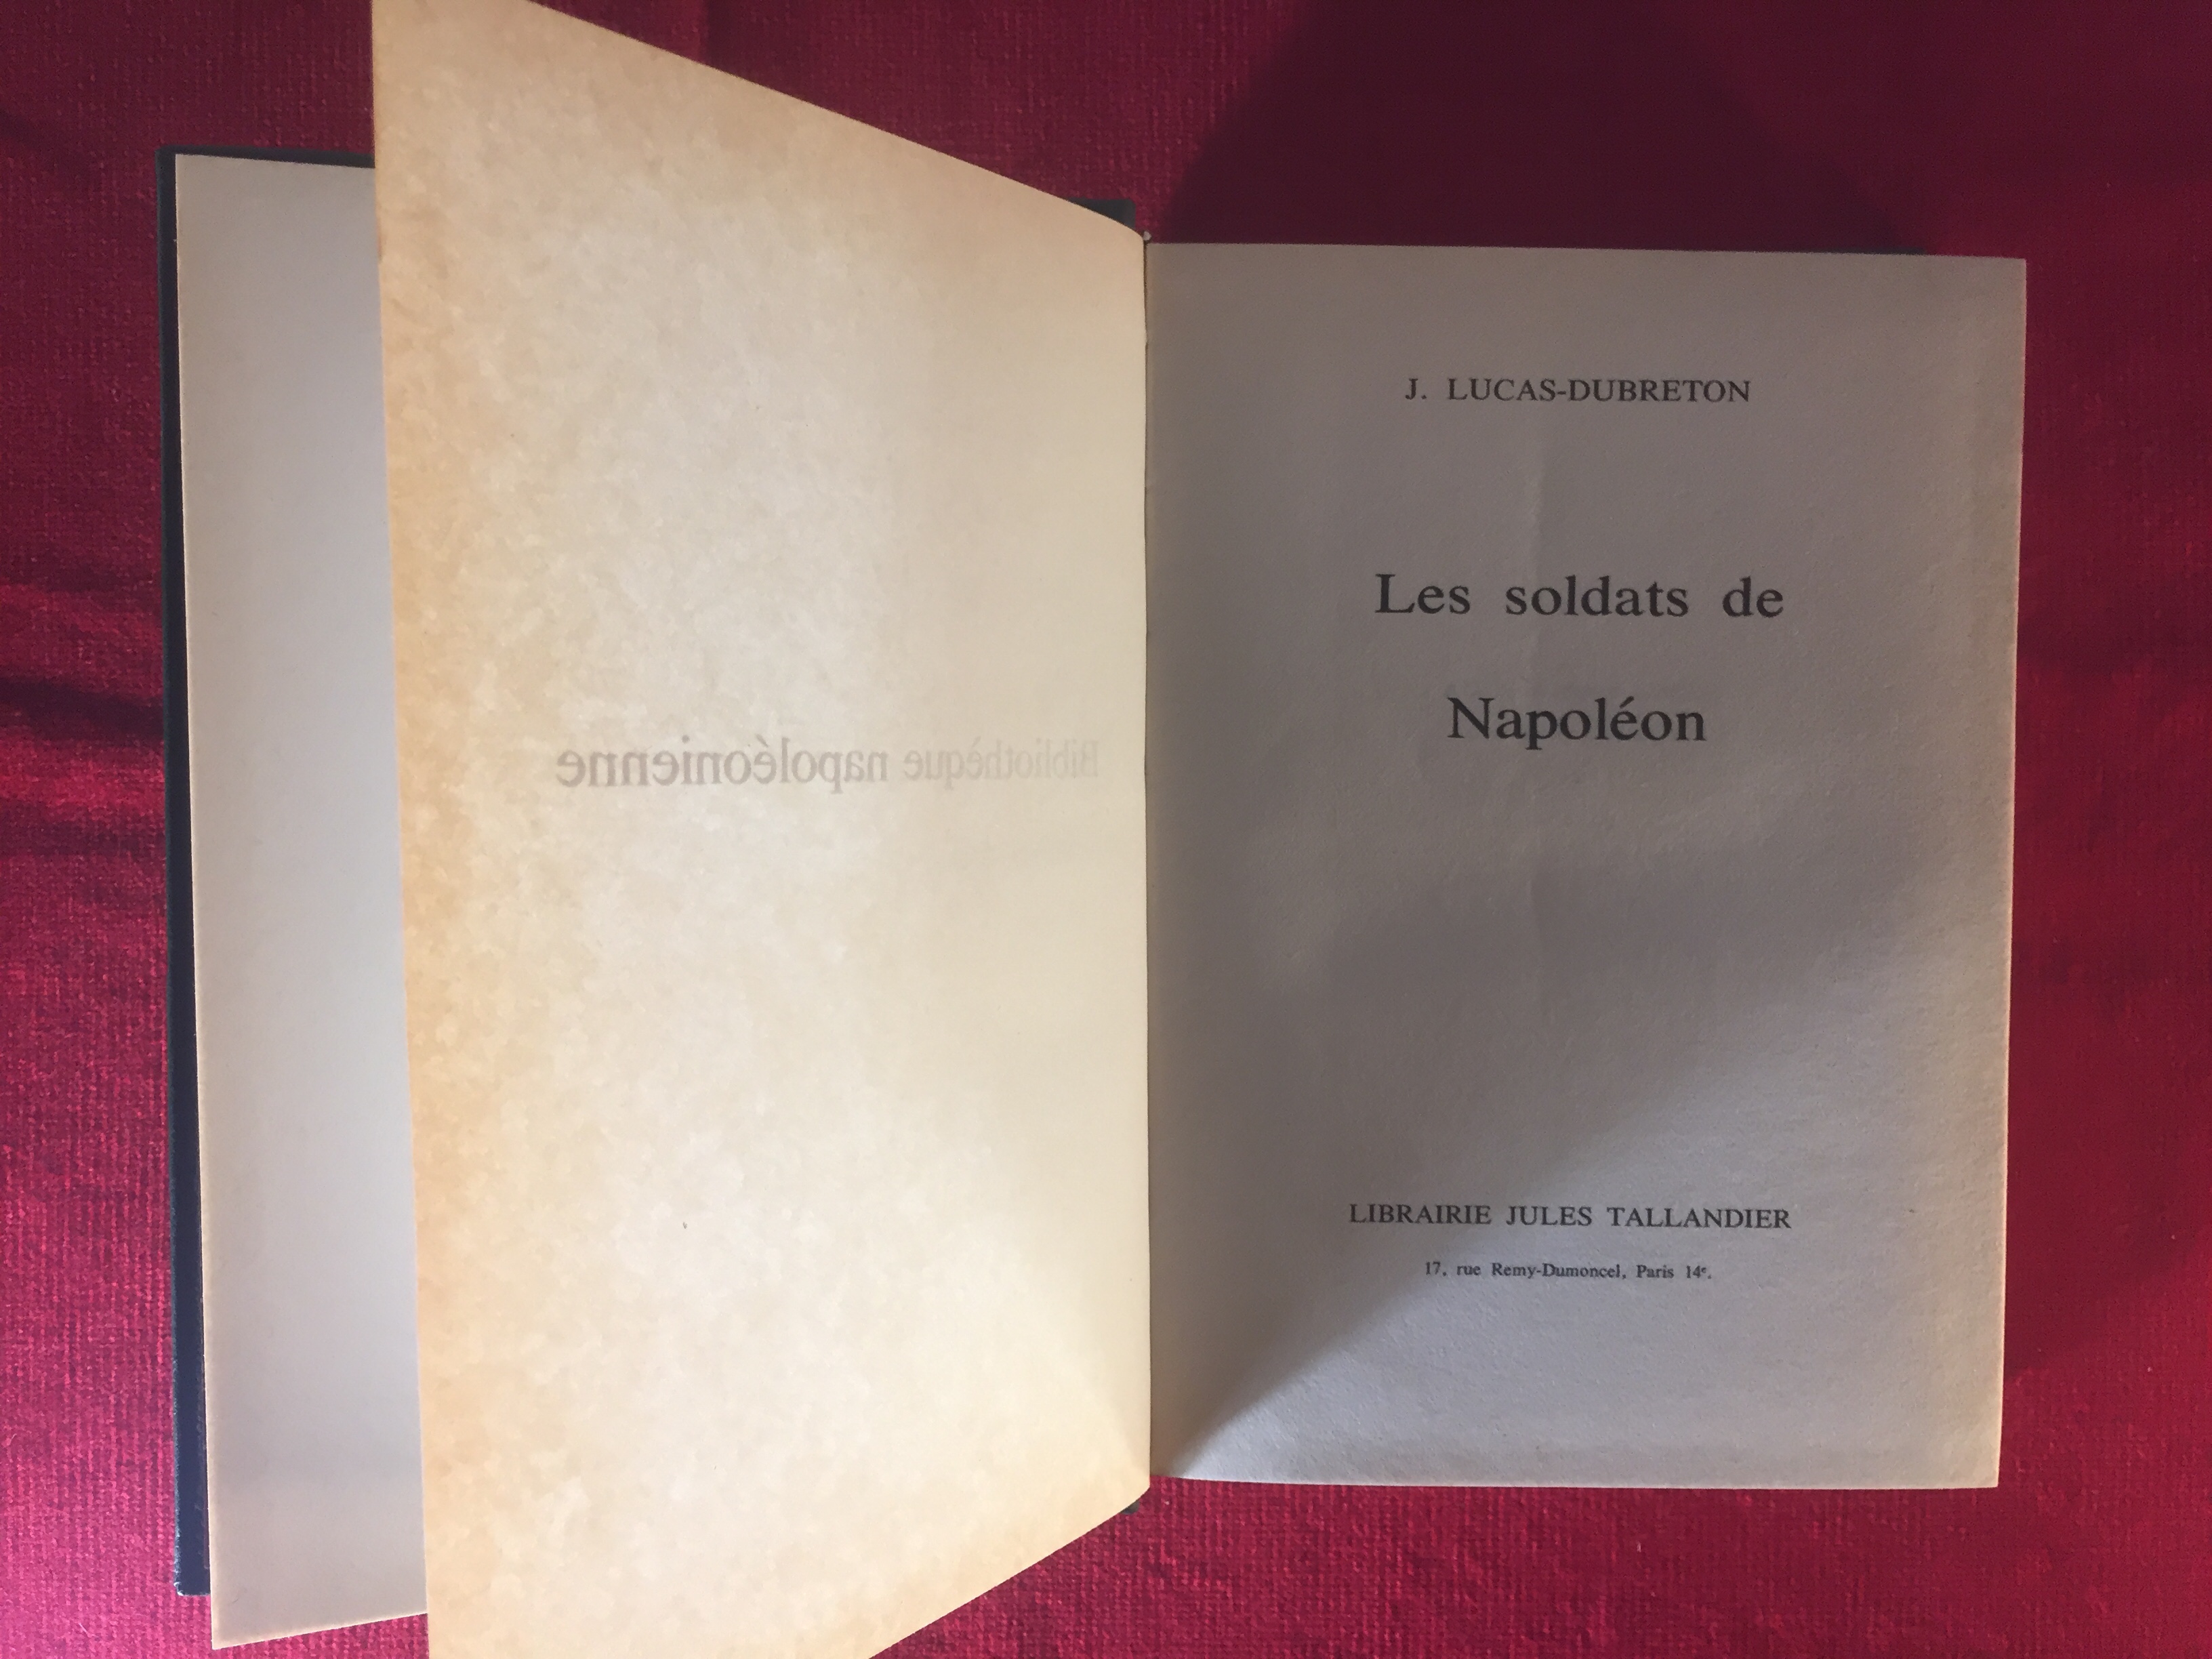 Bibliothèque napoléonienne
J. LUCAS-DUBRETON
Les soldats de
Napoléon
LIBRAIRIE JULES TALLANDIER
17, rue Remy-Dumoncel, Paris 14e.